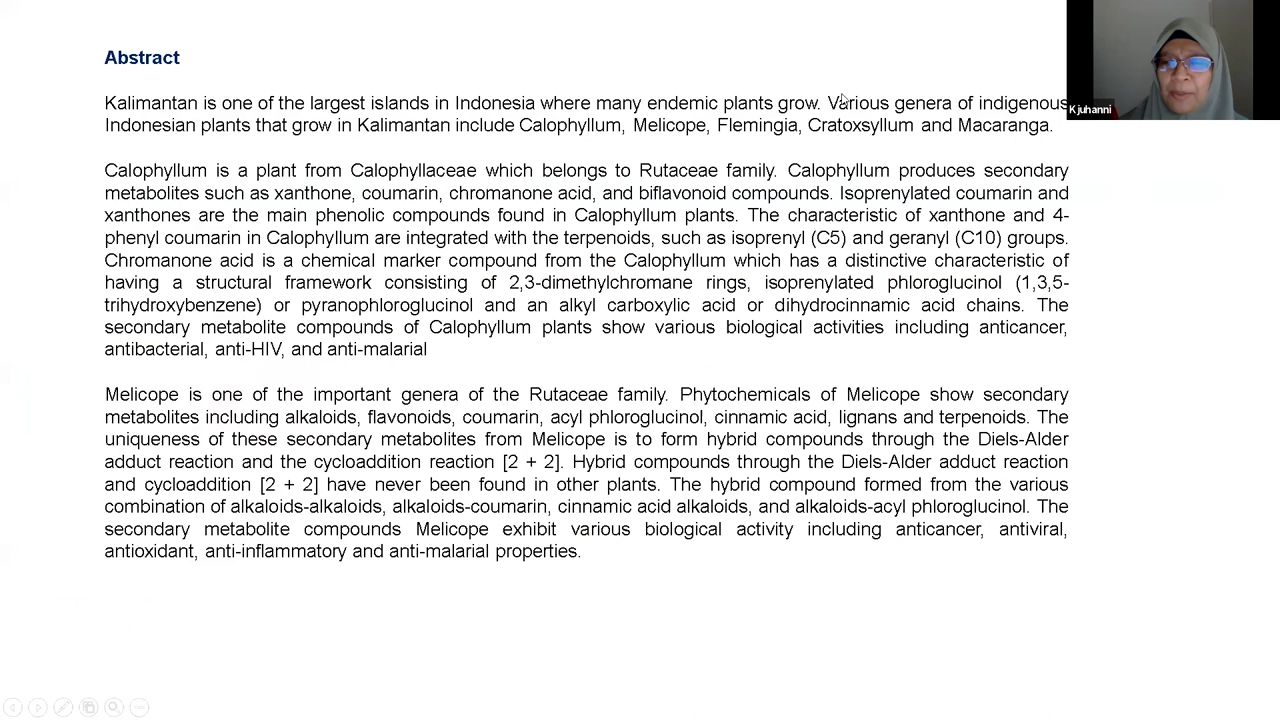 Abstract
Kalimantan is one of the largest islands in Indonesia where many endemic plants grow. Various genera of indigenous
Indonesian plants that grow in Kalimantan include Calophyllum, Melicope, Flemingia, Cratoxsyllum and Macaranga.
Calophyllum is a plant from Calophyllaceae which belongs to Rutaceae family. Calophyllum produces secondary
metabolites such as xanthone, coumarin, chromanone acid, and biflavonoid compounds. Isoprenylated coumarin and
xanthones are the main phenolic compounds found in Calophyllum plants. The characteristic of xanthone and 4-
phenyl coumarin in Calophyllum are integrated with the terpenoids, such as isoprenyl (C5) and geranyl (C10) groups.
Chromanone acid is a chemical marker compound from the Calophyllum which has a distinctive characteristic of
having a structural framework consisting of 2,3-dimethylchromane rings, isoprenylated phloroglucinol (1,3,5-
trihydroxybenzene) or pyranophloroglucinol and an alkyl carboxylic acid or dihydrocinnamic acid chains. The
secondary metabolite compounds of Calophyllum plants show various biological activities including anticancer,
antibacterial, anti-HIV, and anti-malarial
Melicope is one of the important genera of the Rutaceae family. Phytochemicals of Melicope show secondary
metabolites including alkaloids, flavonoids, coumarin, acyl phloroglucinol, cinnamic acid, lignans and terpenoids. The
uniqueness of these secondary metabolites from Melicope is to form hybrid compounds through the Diels-Alder
adduct reaction and the cycloaddition reaction [2 + 2]. Hybrid compounds through the Diels-Alder adduct reaction
and cycloaddition [2 + 2] have never been found in other plants. The hybrid compound formed from the various
combination of alkaloids-alkaloids, alkaloids-coumarin, cinnamic acid alkaloids, and alkaloids-acyl phloroglucinol. The
secondary metabolite compounds Melicope exhibit various biological activity including anticancer, antiviral,
antioxidant, anti-inflammatory and anti-malarial properties.
K juhanni